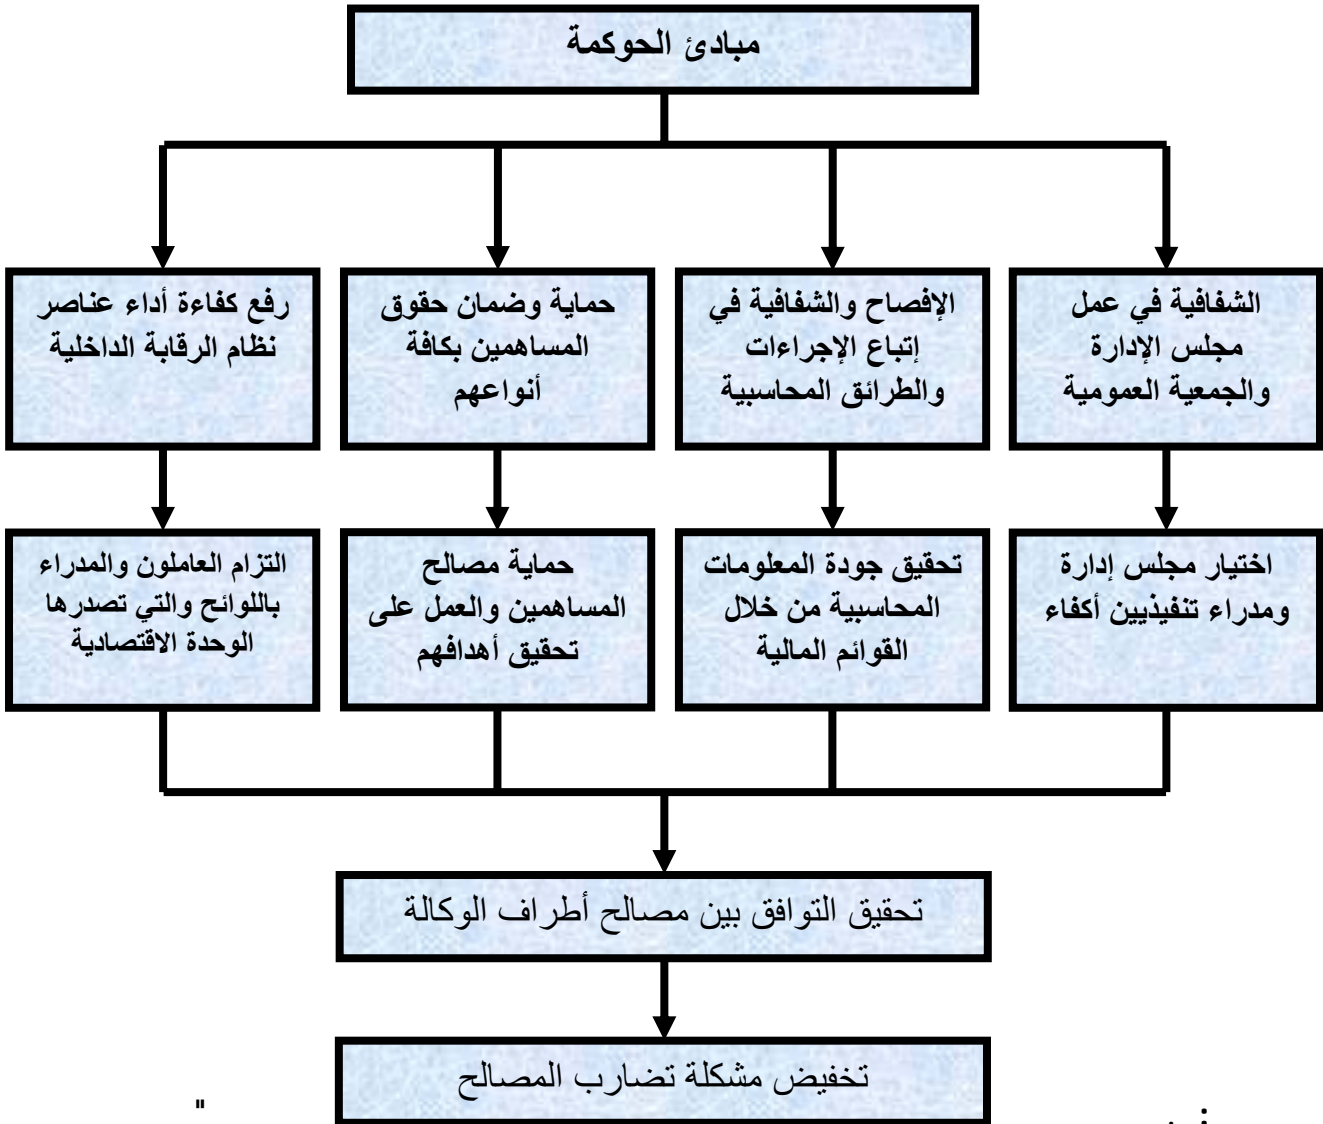 مبادئ الحوكمة
الشفافية في عمل
مجلس الإدارة
والجمعية العمومية
الإفصاح والشفافية في
إتباع الإجراءات
والطرائق المحاسبية
حماية وضمان حقوق
المساهمين بكافة
أنواعهم
رفع كفاءة أداء عناصر
نظام الرقابة الداخلية
اختيار مجلس إدارة
ومدراء تنفيذيين أكفاء
تحقيق جودة المعلومات
المحاسبية من خلال
القوائم المالية
حماية مصالح
المساهمين والعمل على
تحقيق أهدافهم
التزام العاملون والمدراء
باللوائح والتي تصدرها
الوحدة الاقتصادية
تحقيق التوافق بين مصالح أطراف الوكالة
تخفيض مشكلة تضارب المصالح